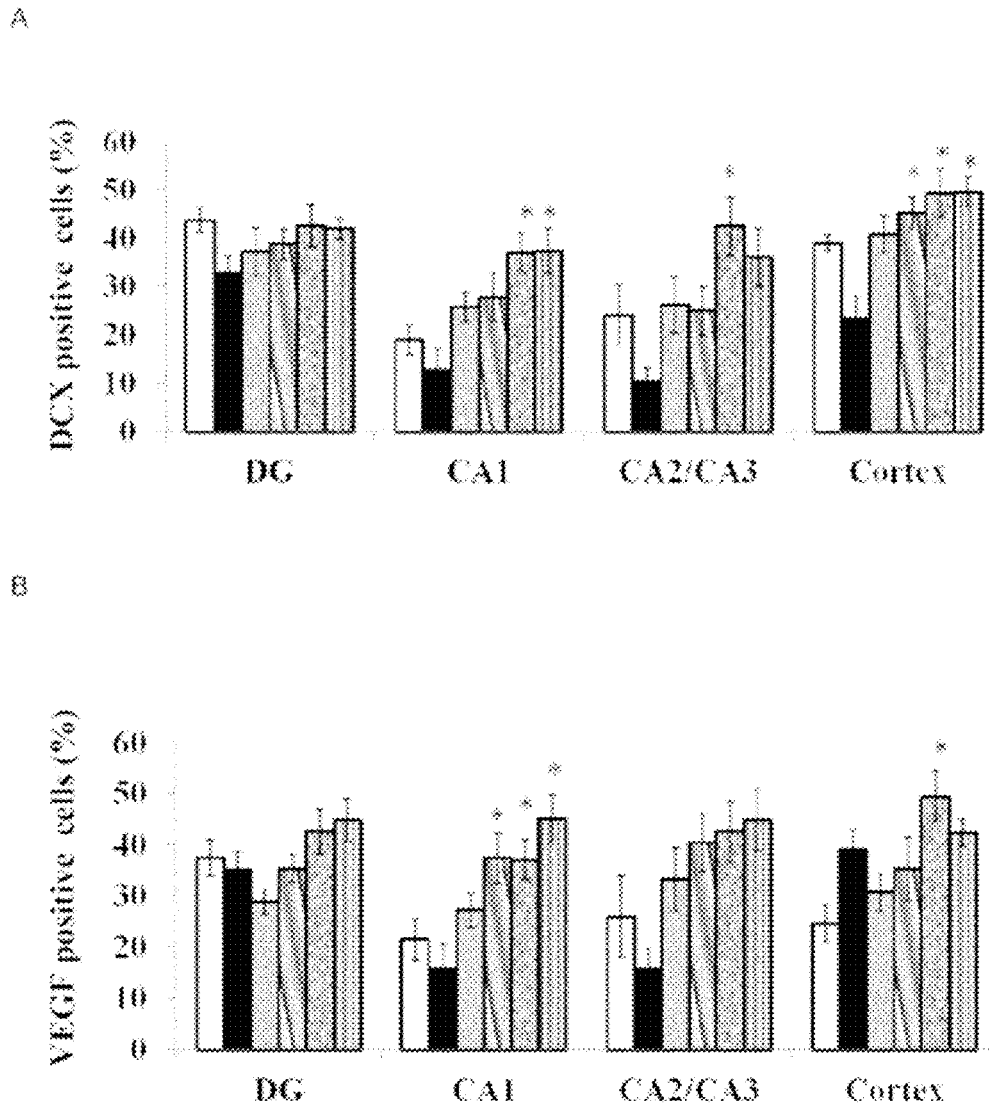 A
DCX positive cells (%)
60
50
40
30
20
10
0
* * * * * *
DG CA1 CA2/CA3 Cortex
B
VEGF positive cells (%)
60
50
40
30
20
10
0
* * * *
DG CA1 CA2/CA3 Cortex